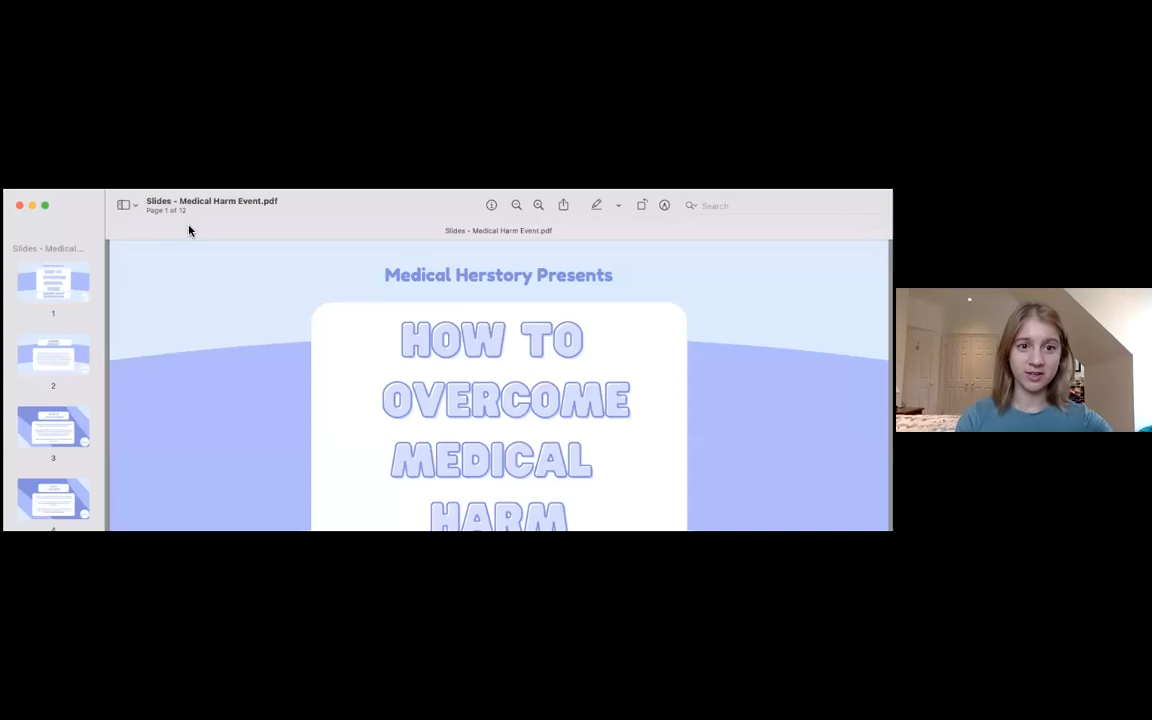 Slides - Medical Harm Event.pdf
Page 1 of 12
Search
Slides - Medical Harm Event.pdf
Slides - Medical...
1
2
3
Medical Herstory Presents
HOW TO
OVERCOME
MEDICAL
HARM